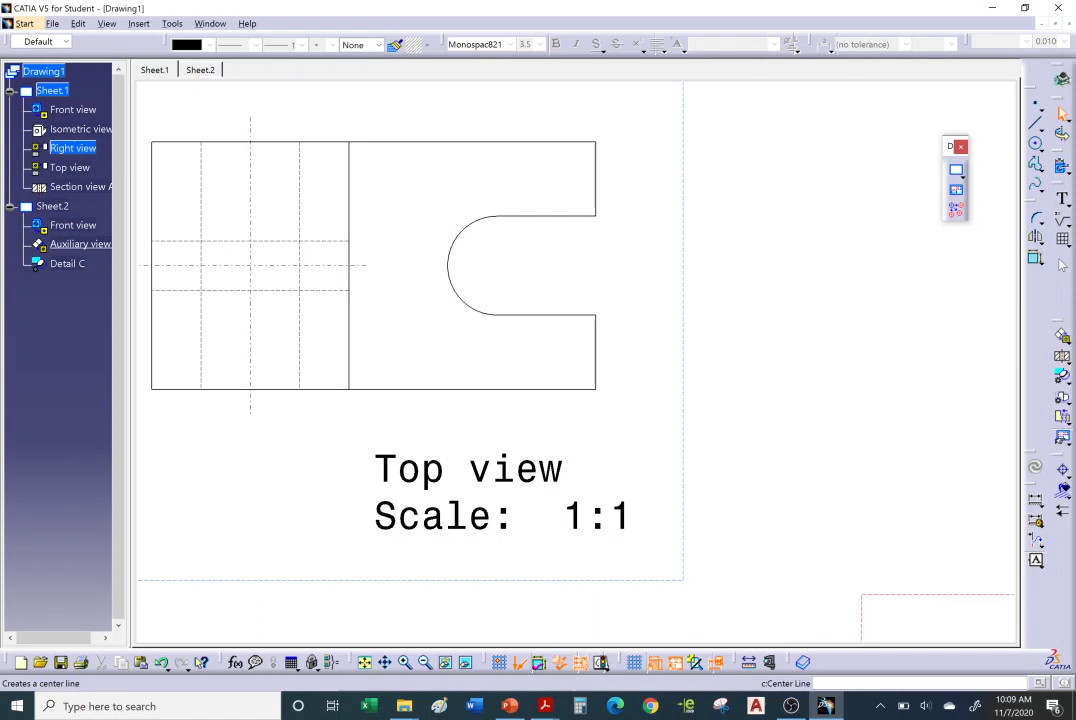 CATIA V5 for Student - [Drawing1]
Start File Edit View Insert Tools Window Help
Default 1 None Monospac821 3.5 B I S (no tolerance) 0.010
Drawing1
Sheet.1
Front view
Isometric view
Right view
Top view
Section view A
Sheet.2
Front view
Auxiliary view
Detail C
Sheet.1 Sheet.2
D
Top view
Scale: 1:1
CATIA
Creates a center line
c:Center Line
Type here to search
10:09 AM
11/7/2020